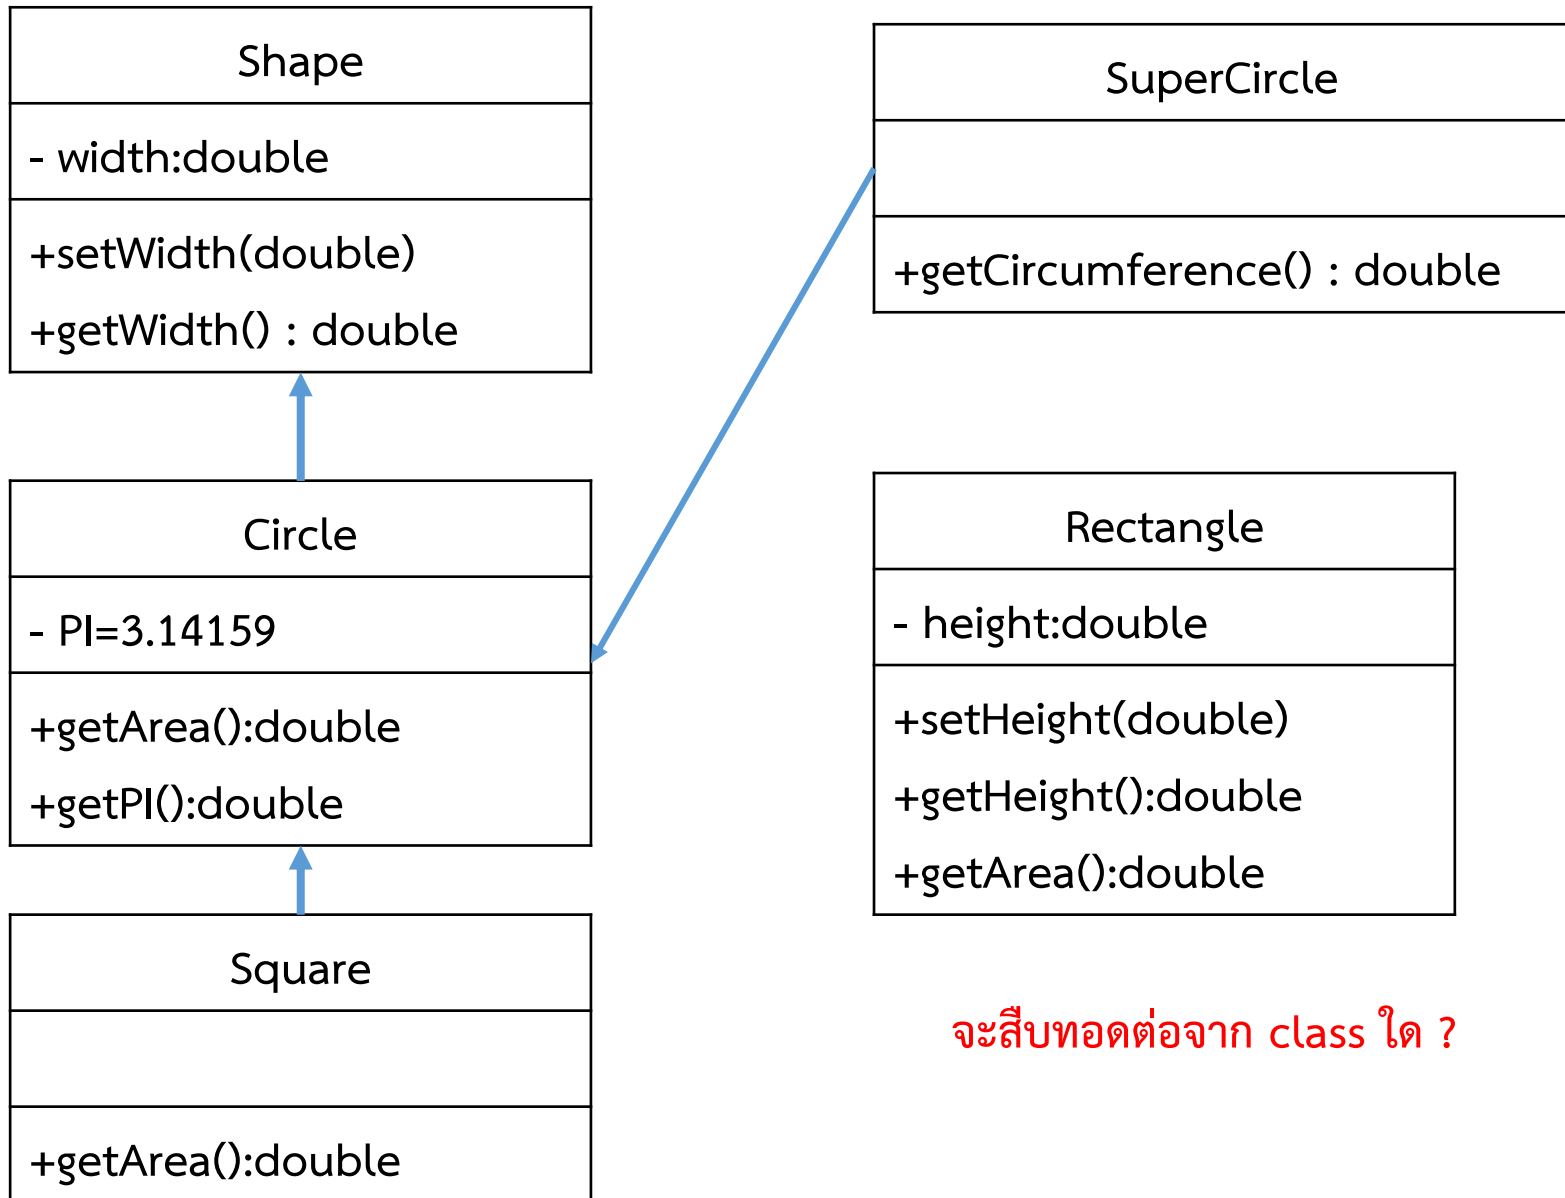 Shape
- width:double
+setWidth(double)
+getWidth() : double
SuperCircle
+getCircumference() : double
Circle
- PI=3.14159
+getArea():double
+getPI():double
Rectangle
- height:double
+setHeight(double)
+getHeight():double
+getArea():double
Square
+getArea():double
จะสืบทอดต่อจาก class ใด ?